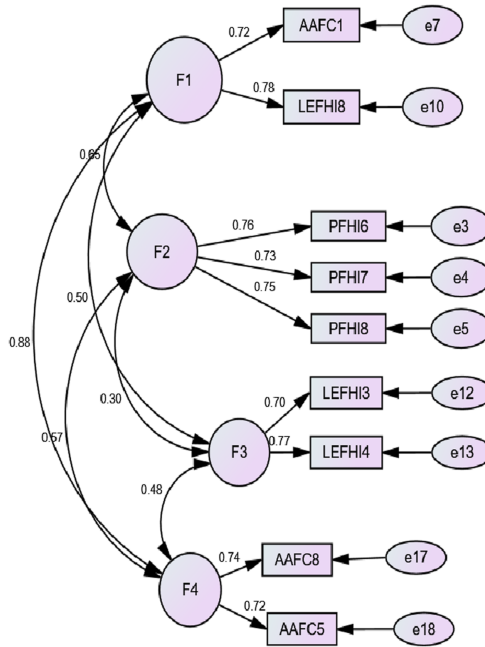 0.72
AAFC1
e7
F1
0.78
LEFHI8
e10
0.65
F2
0.76
PFHI6
e3
0.73
PFHI7
e4
0.75
PFHI8
e5
0.50
0.88
0.30
0.57
0.70
LEFHI3
e12
F3
0.77
LEFHI4
e13
0.48
F4
0.74
AAFC8
e17
0.72
AAFC5
e18